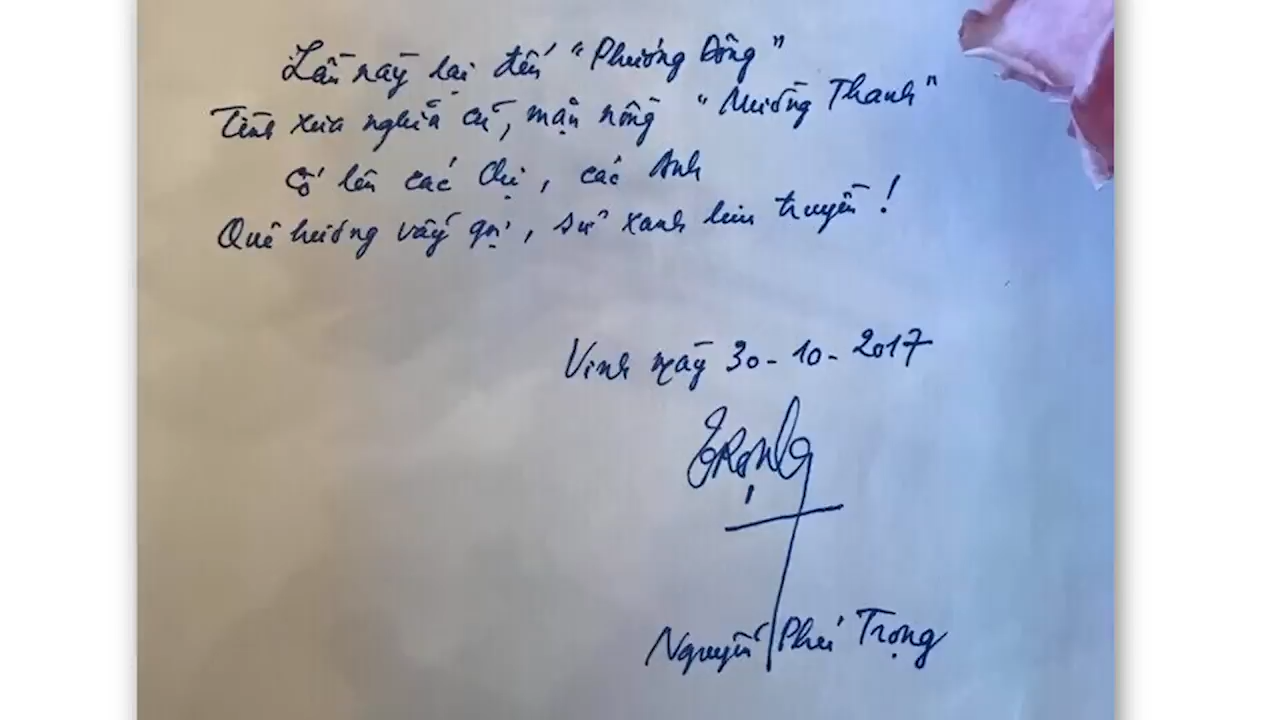 Lần này lại đến "Phương Đông"
Tình xưa nghĩa cũ, mặn nồng "Mường Thanh"
Cố lên các Chị, các Anh
Quê hương vẫy gọi, sử xanh lưu truyền!
Vinh ngày 30-10-2017
Trọng
Nguyễn Phú Trọng